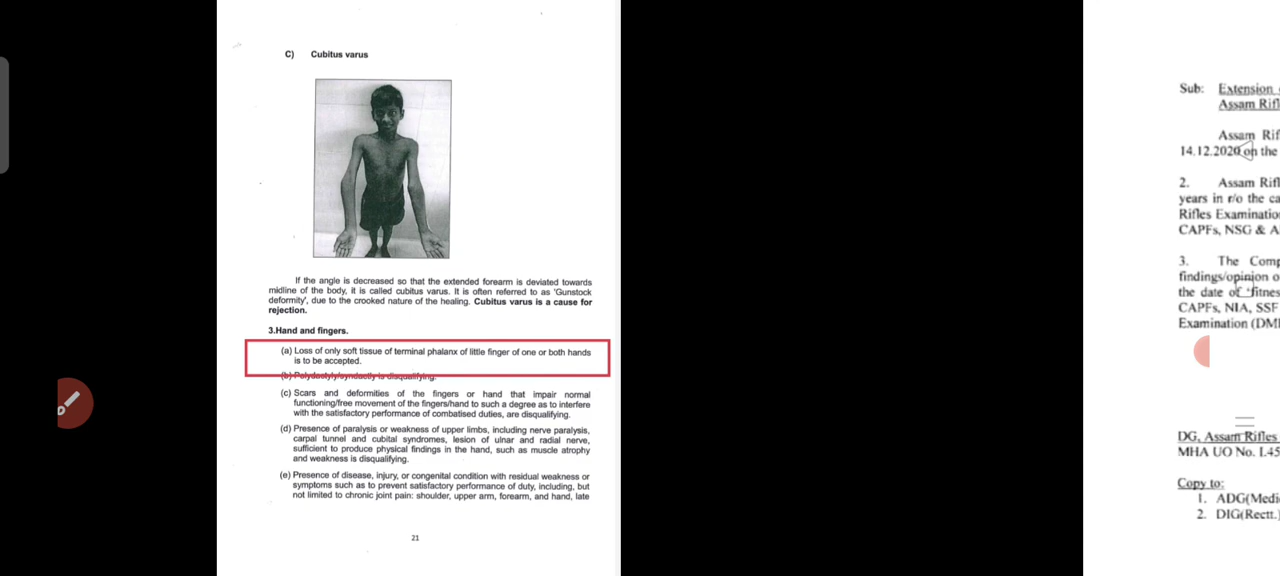 C) Cubitus varus
If the angle is decreased so that the extended forearm is deviated towards
midline of the body, it is called cubitus varus. It is often referred to as 'Gunstock
deformity', due to the crooked nature of the healing. Cubitus varus is a cause for
rejection.
3.Hand and fingers.
(a) Loss of only soft tissue of terminal phalanx of little finger of one or both hands
is to be accepted.
(b) Polydactyly/syndactly is disqualifying.
(c) Scars and deformities of the fingers or hand that impair normal
functioning/free movement of the fingers/hand to such a degree as to interfere
with the satisfactory performance of combatised duties, are disqualifying.
(d) Presence of paralysis or weakness of upper limbs, including nerve paralysis,
carpal tunnel and cubital syndromes, lesion of ulnar and radial nerve,
sufficient to produce physical findings in the hand, such as muscle atrophy
and weakness is disqualifying.
(e) Presence of disease, injury, or congenital condition with residual weakness or
symptoms such as to prevent satisfactory performance of duty, including, but
not limited to chronic joint pain: shoulder, upper arm, forearm, and hand, late
21
Sub: Extension
Assam Rifl
Assam Rif
14.12.2020 on the
2. Assam Rifl
years in r/o the ca
Rifles Examinatio
CAPFs, NSG & A
3. The Comp
findings/opinion o
the date of 'fitnes
CAPFs, NIA, SSF
Examination (DM
DG, Assam Rifles
MHA UO No. I.45
Copy to:
1. ADG(Medi
2. DIG(Rectt.)